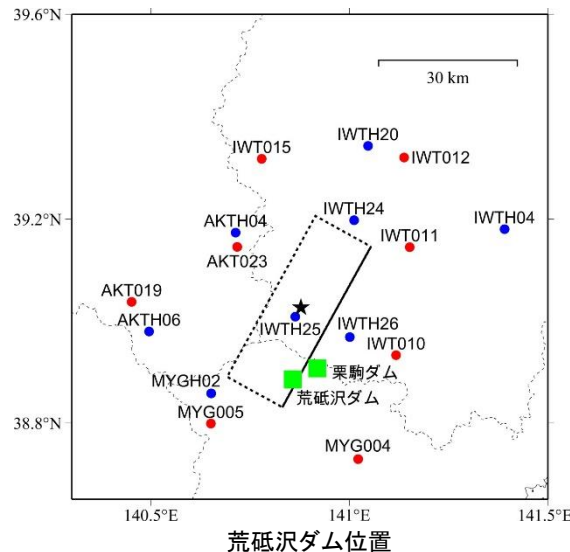 39.6°N
30 km
IWTH20
IWT015
IWT012
39.2°N
IWTH24
IWTH04
AKTH04
IWT011
AKT023
AKT019
AKTH06
IWTH25
IWTH26
IWT010
栗駒ダム
MYGH02
荒砥沢ダム
MYG005
38.8°N
MYG004
140.5°E
141°E
141.5°E
荒砥沢ダム位置